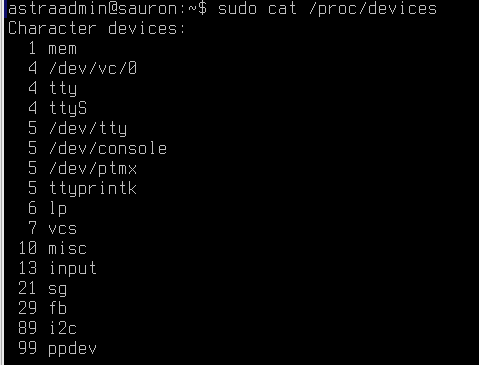 astraadmin@sauron:~$ sudo cat /proc/devices
Character devices:
  1 mem
  4 /dev/vc/0
  4 tty
  4 ttyS
  5 /dev/tty
  5 /dev/console
  5 /dev/ptmx
  5 ttyprintk
  6 lp
  7 vcs
 10 misc
 13 input
 21 sg
 29 fb
 89 i2c
 99 ppdev